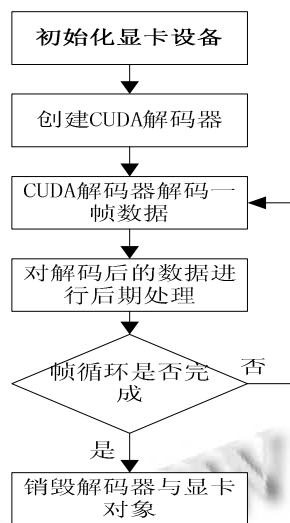 初始化显卡设备
创建CUDA解码器
CUDA解码器解码一
帧数据
对解码后的数据进
行后期处理
帧循环是否完
成
否
是
销毁解码器与显卡
对象